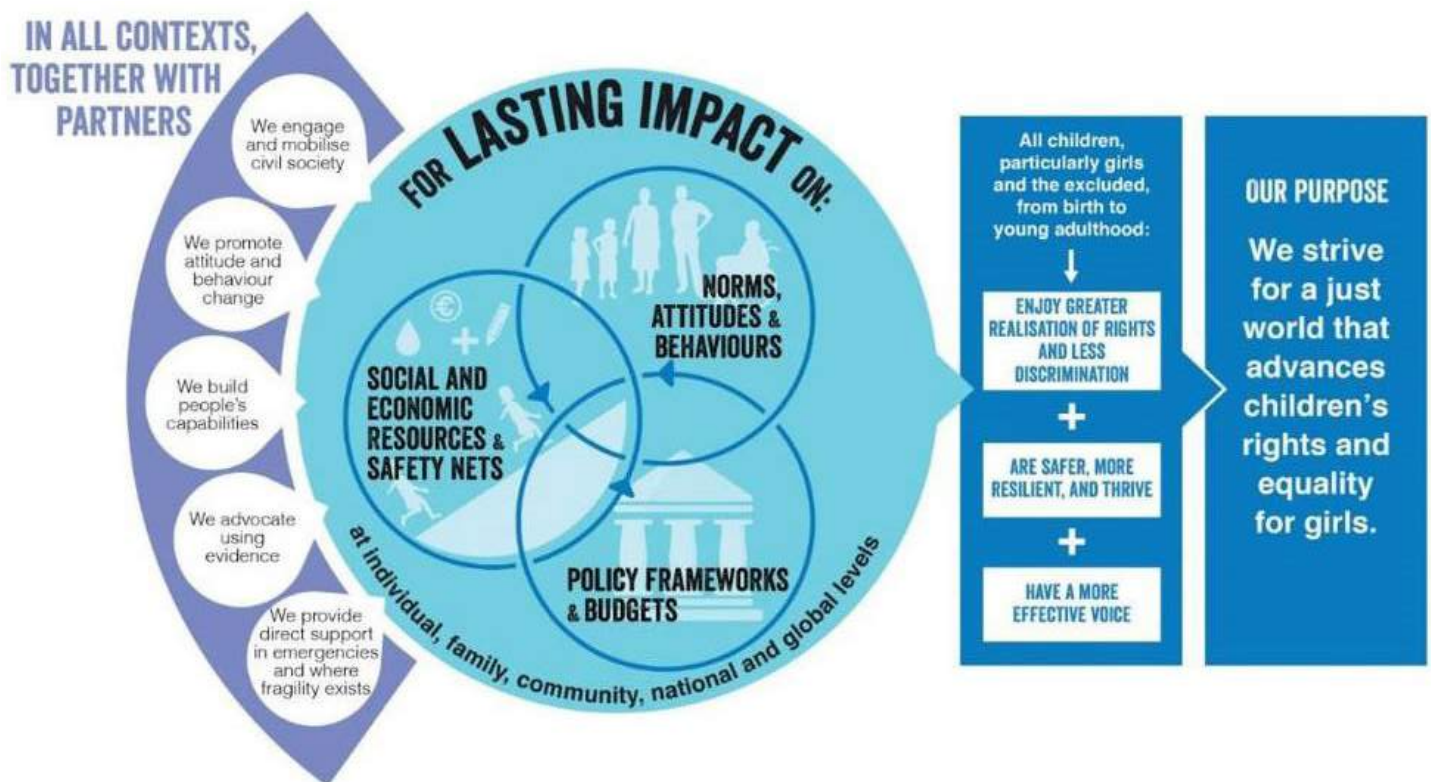 IN ALL CONTEXTS,
TOGETHER WITH
PARTNERS
We engage
and mobilise
civil society
We promote
attitude and
behaviour
change
We build
people's
capabilities
We advocate
using
evidence
We provide
direct support
in emergencies
and where
fragility exists
FOR LASTING IMPACT ON:
NORMS,
ATTITUDES &
BEHAVIOURS
SOCIAL AND
ECONOMIC
RESOURCES &
SAFETY NETS
POLICY FRAMEWORKS
& BUDGETS
at individual, family, community, national and global levels
All children,
particularly girls
and the excluded,
from birth to
young adulthood:
ENJOY GREATER
REALISATION OF RIGHTS
AND LESS
DISCRIMINATION
+
ARE SAFER, MORE
RESILIENT, AND THRIVE
+
HAVE A MORE
EFFECTIVE VOICE
OUR PURPOSE
We strive
for a just
world that
advances
children's
rights and
equality
for girls.